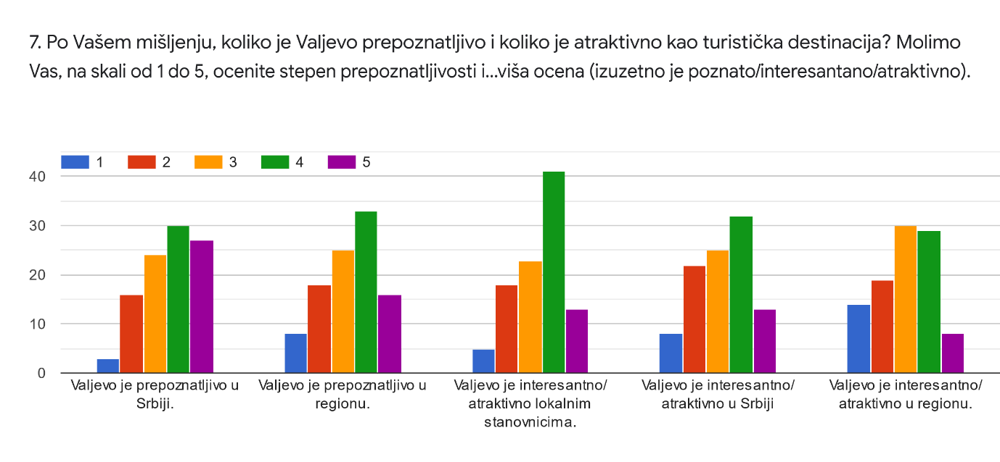 7. Po Vašem mišljenju, koliko je Valjevo prepoznatljivo i koliko je atraktivno kao turistička destinacija? Molimo
Vas, na skali od 1 do 5, ocenite stepen prepoznatljivosti i...viša ocena (izuzetno je poznato/interesantano/atraktivno).
1 2 3 4 5
40
30
20
10
0
Valjevo je prepoznatljivo u
Srbiji.
Valjevo je prepoznatljivo u
regionu.
Valjevo je interesantno/
atraktivno lokalnim
stanovnicima.
Valjevo je interesantno/
atraktivno u Srbiji
Valjevo je interesantno/
atraktivno u regionu.